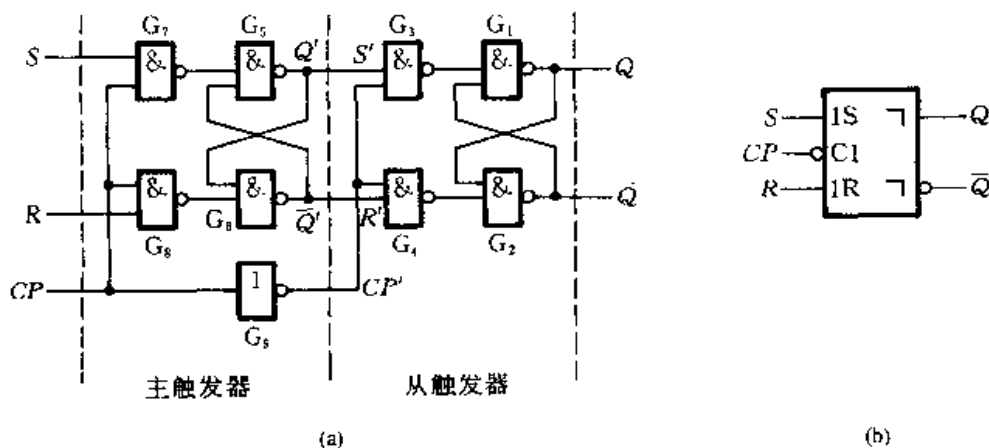 G₇ G₅ G₃ G₁
S & & Q' S' & & Q
R & & Q̄' R' & & Q
G₈ G₈ G₄ G₂
CP 1 CP'
G₉
主触发器 从触发器
(a)
S 1S ┐ Q
CP C1
R 1R ┐ Q̄
(b)